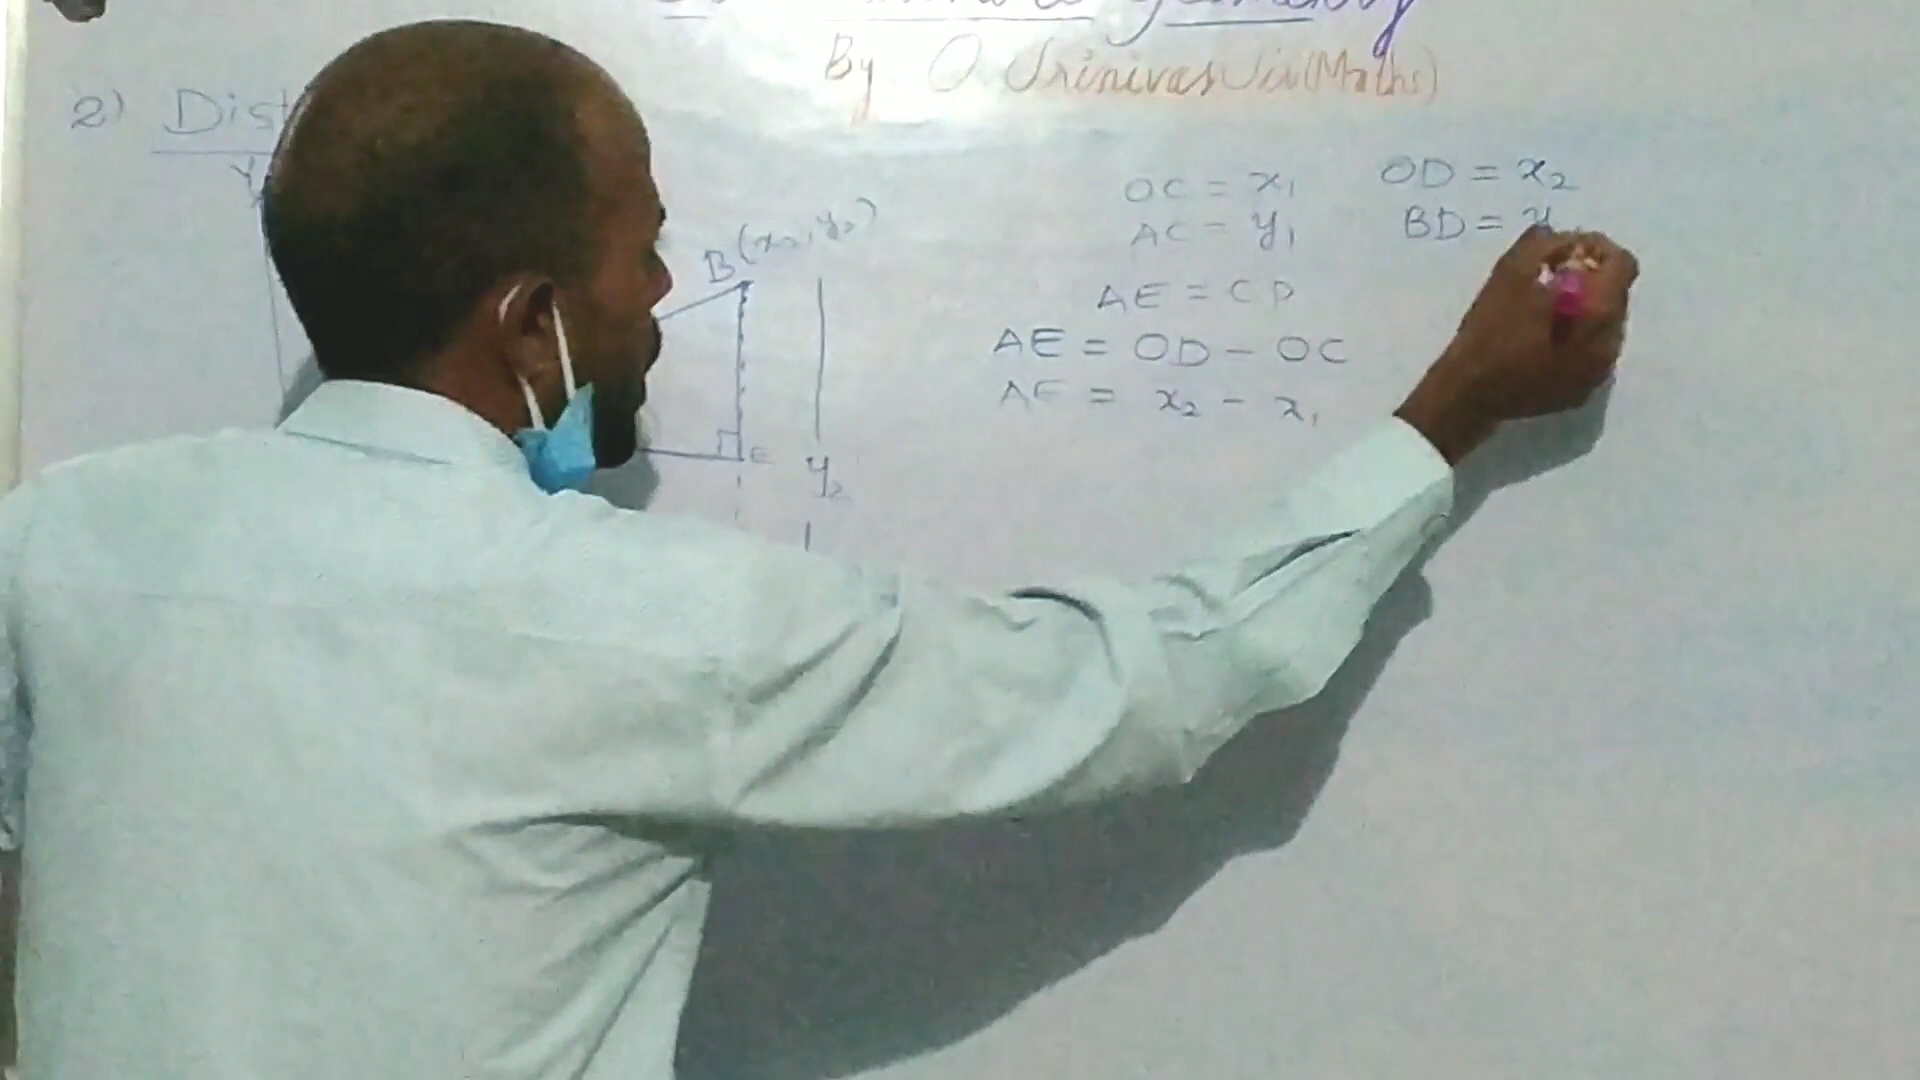 Geometry
By O Srinivas Sir (Maths)
2) Dist
Y
B(x₂, y₂)
E
y₂
OC = x₁
AC = y₁
OD = x₂
BD = y
AE = CD
AE = OD - OC
AE = x₂ - x₁